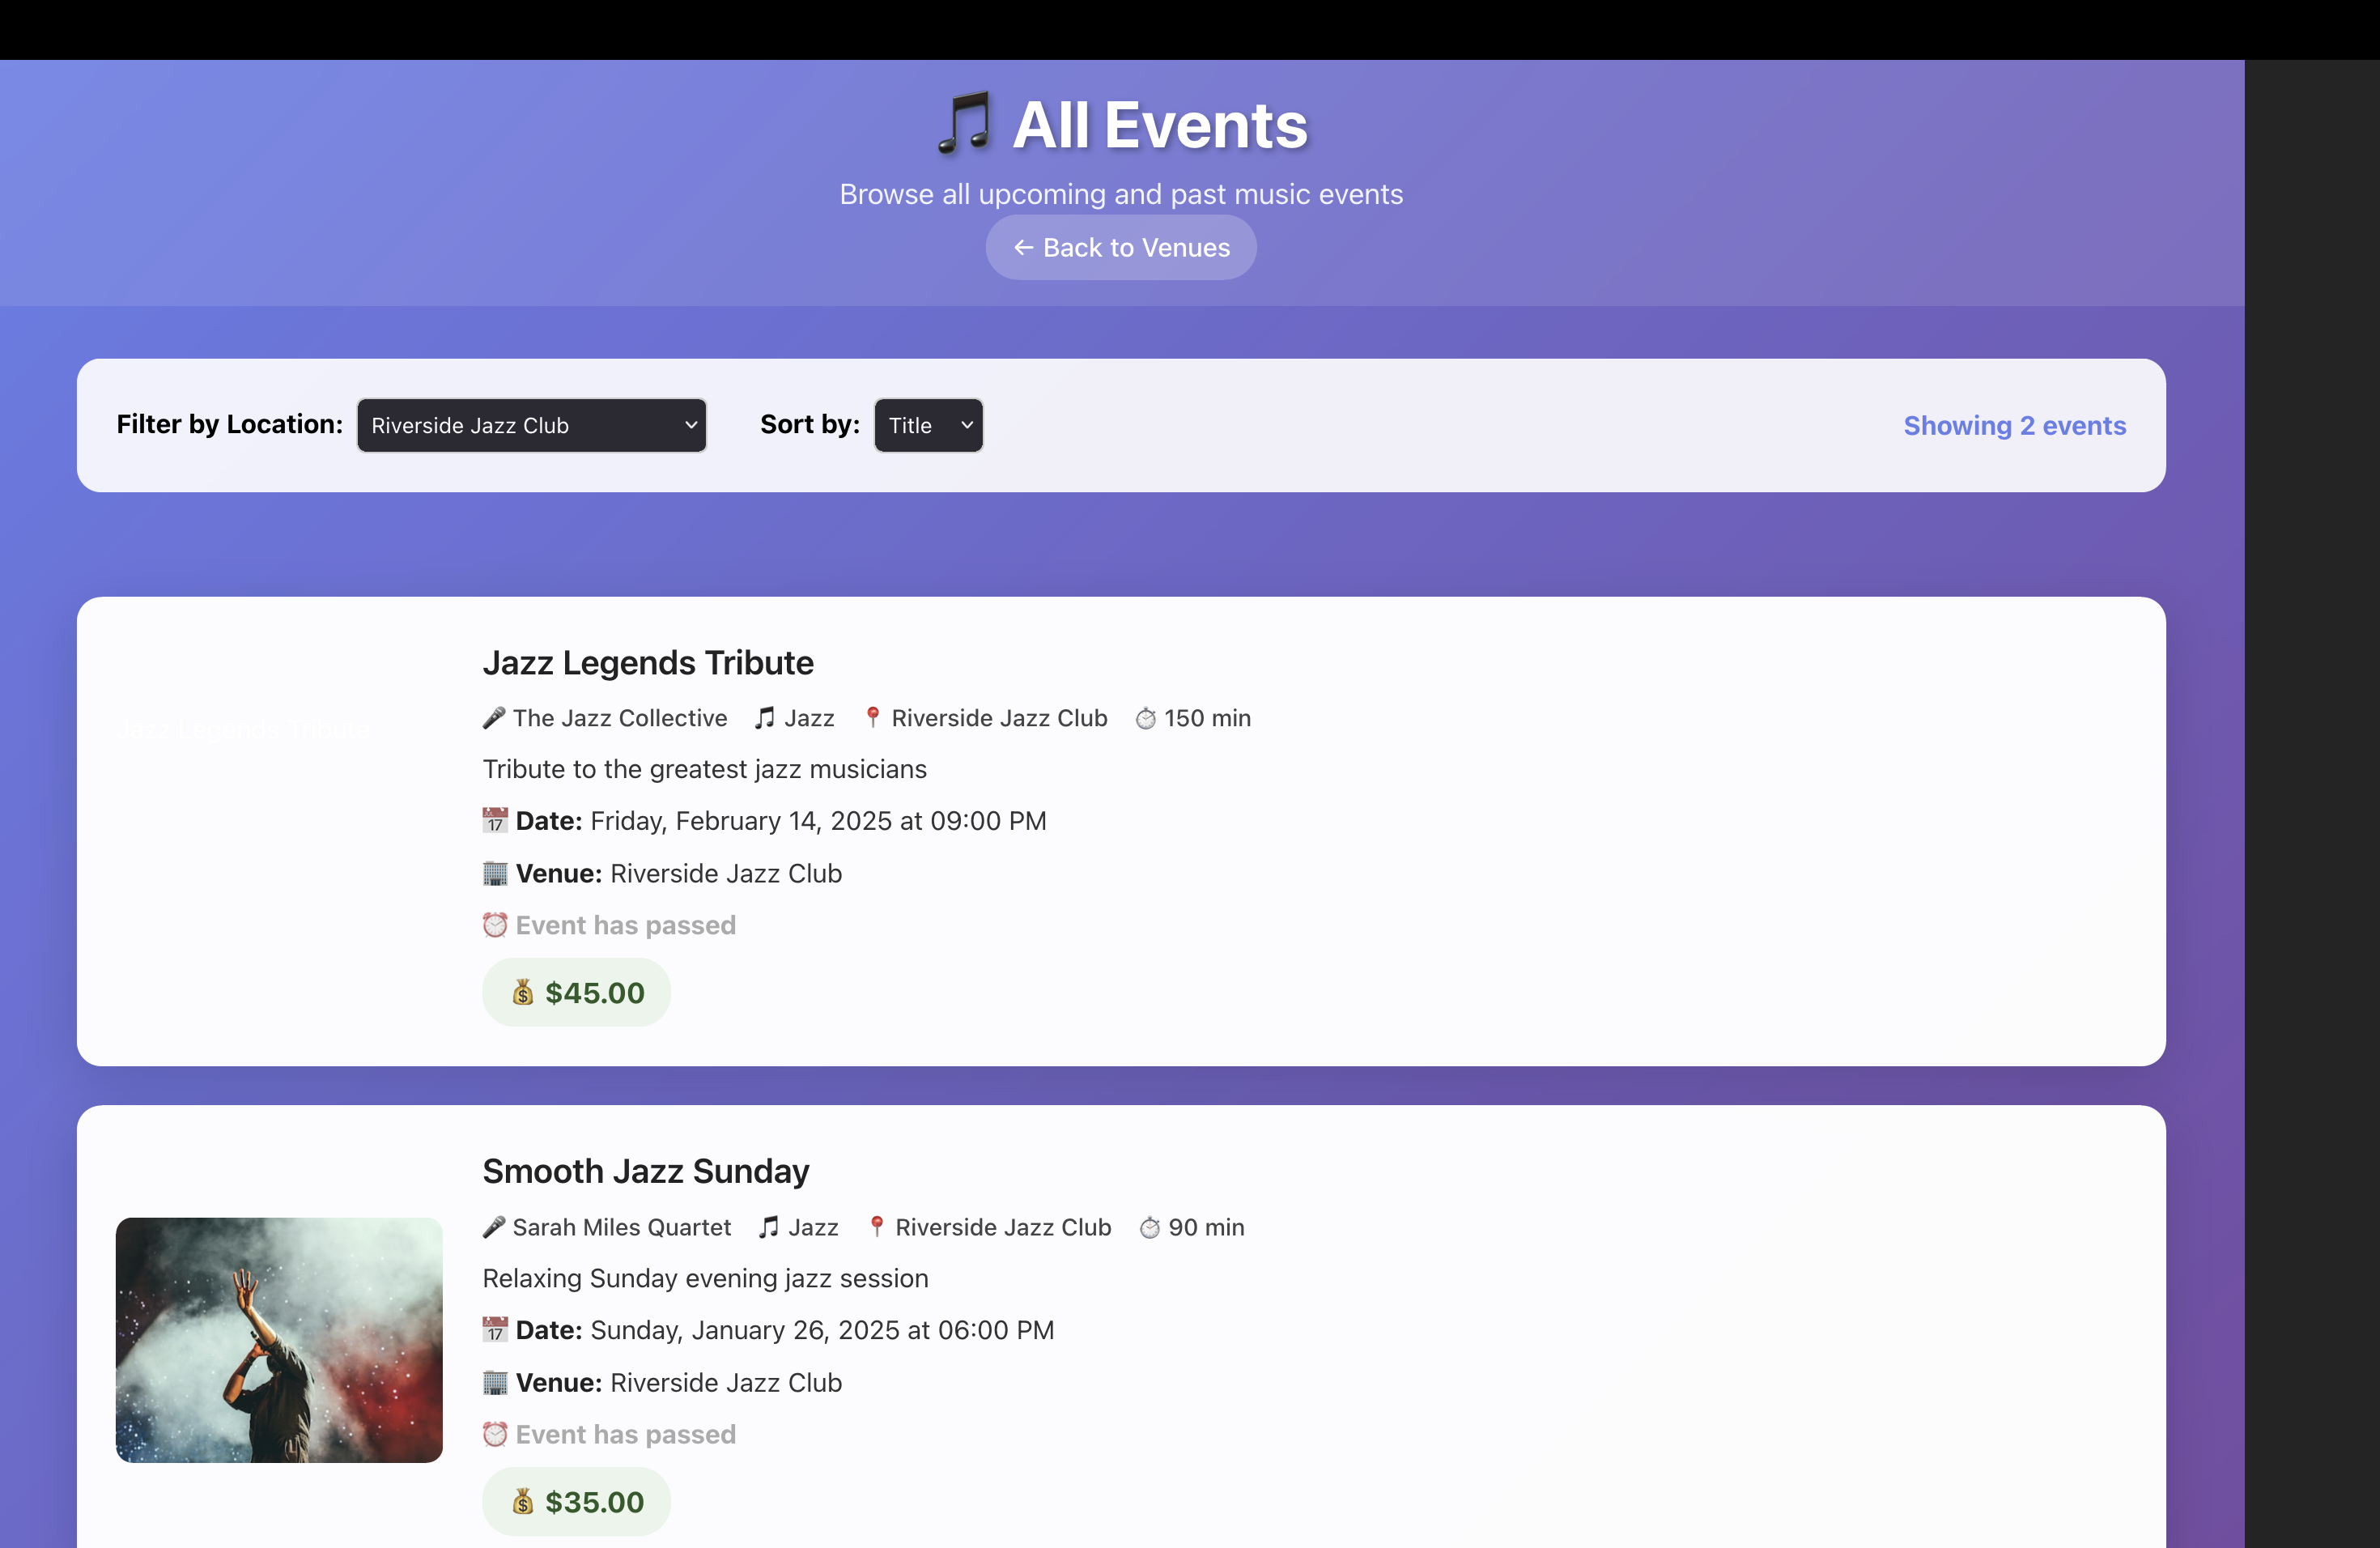 🎵 All Events
Browse all upcoming and past music events
← Back to Venues
Filter by Location: Riverside Jazz Club Sort by: Title Showing 2 events
Jazz Legends Tribute
🎤 The Jazz Collective 🎵 Jazz 📍 Riverside Jazz Club ⏱️ 150 min
Jazz Legends Tribute
Tribute to the greatest jazz musicians
📅 Date: Friday, February 14, 2025 at 09:00 PM
🏢 Venue: Riverside Jazz Club
⏰ Event has passed
💰 $45.00
Smooth Jazz Sunday
🎤 Sarah Miles Quartet 🎵 Jazz 📍 Riverside Jazz Club ⏱️ 90 min
Relaxing Sunday evening jazz session
📅 Date: Sunday, January 26, 2025 at 06:00 PM
🏢 Venue: Riverside Jazz Club
⏰ Event has passed
💰 $35.00